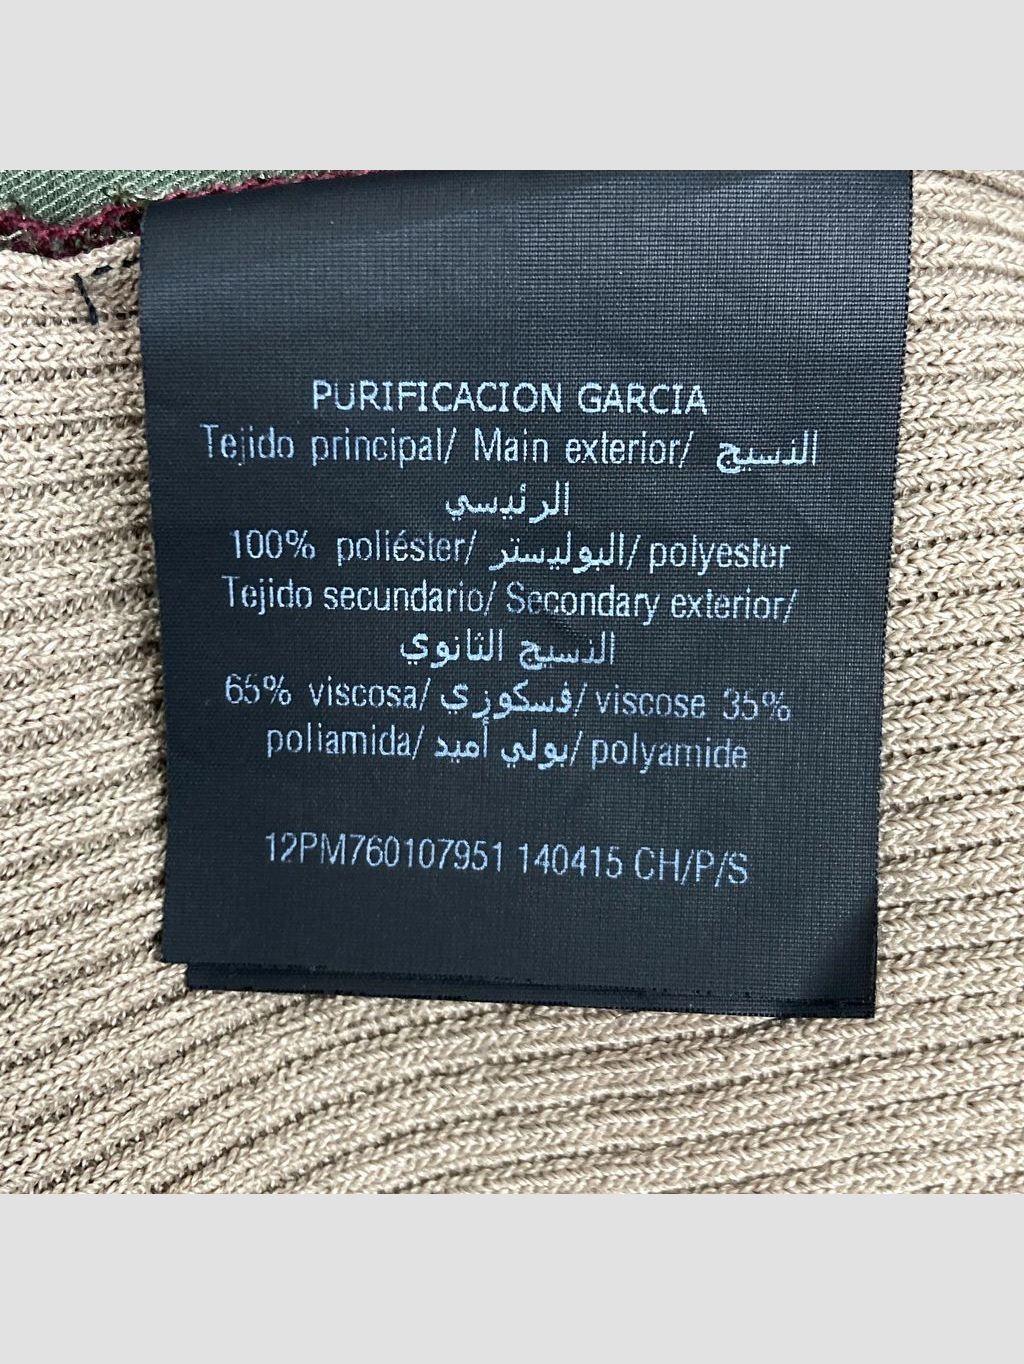 PURIFICACION GARCIA
Tejido principal/ Main exterior/ النسيج
الرئيسي
100% poliéster/ البوليستر/ polyester
Tejido secundario/ Secondary exterior/
النسيج الثانوي
65% viscosa/ فسكوزي/ viscose 35%
poliamida/ بولي أميد/ polyamide
12PM760107951 140415 CH/P/S